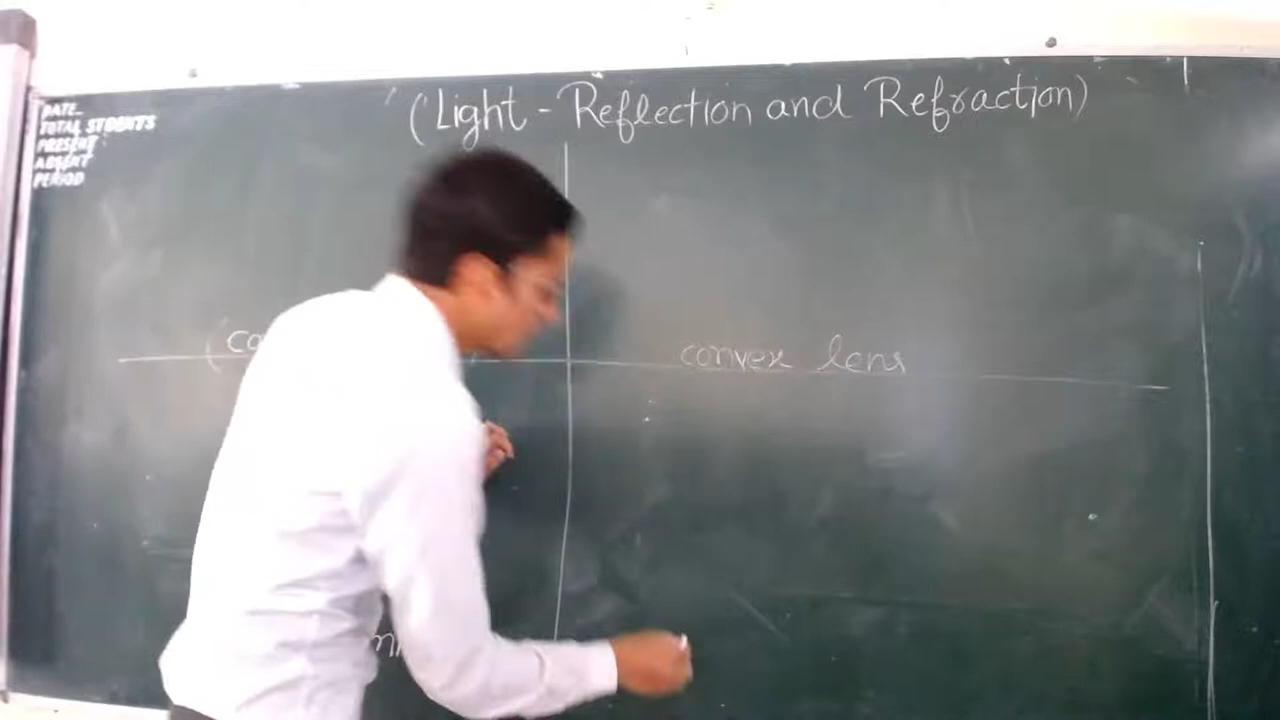 (Light - Reflection and Refraction)
DATE
TOTAL STUDENTS
PRESENT
ABSENT
PERIOD
convex lens